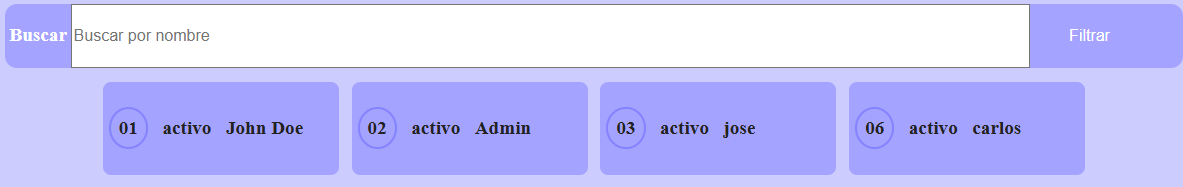 Buscar Buscar por nombre Filtrar
01 activo John Doe 02 activo Admin 03 activo jose 06 activo carlos